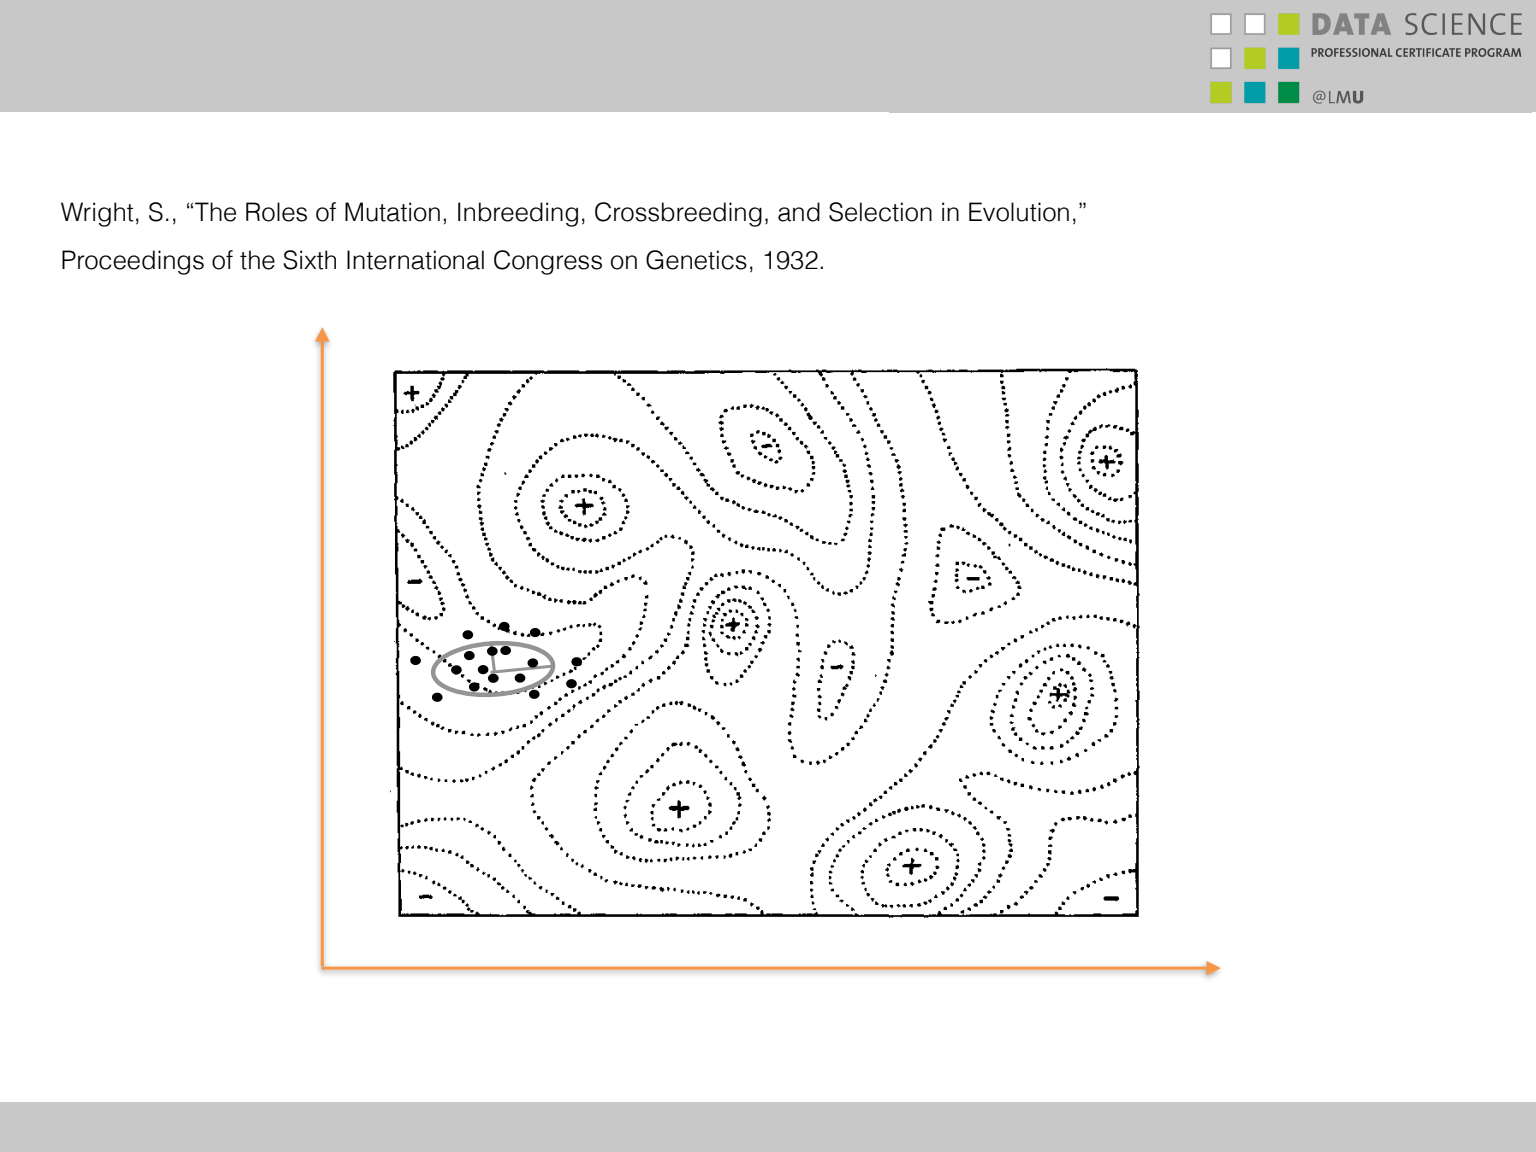 DATA SCIENCE
PROFESSIONAL CERTIFICATE PROGRAM
@LMU
Wright, S., “The Roles of Mutation, Inbreeding, Crossbreeding, and Selection in Evolution,”
Proceedings of the Sixth International Congress on Genetics, 1932.